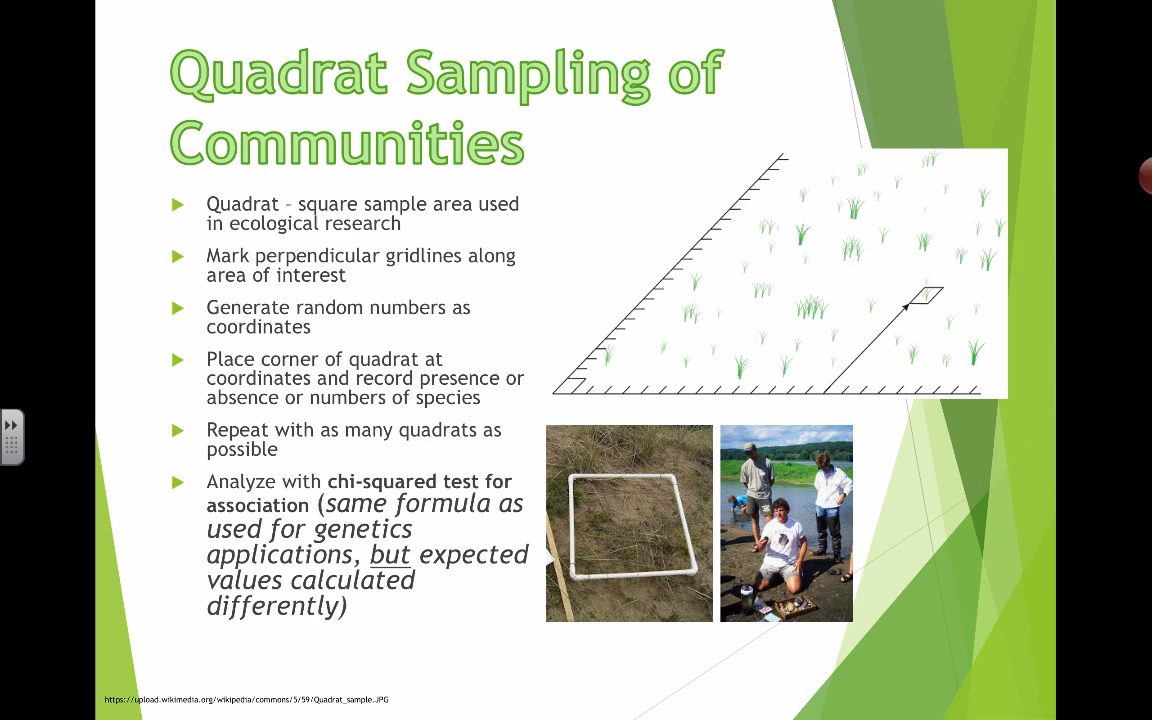 Quadrat Sampling of
Communities
Quadrat – square sample area used
in ecological research
Mark perpendicular gridlines along
area of interest
Generate random numbers as
coordinates
Place corner of quadrat at
coordinates and record presence or
absence or numbers of species
Repeat with as many quadrats as
possible
Analyze with chi-squared test for
association (same formula as
used for genetics
applications, but expected
values calculated
differently)
https://upload.wikimedia.org/wikipedia/commons/5/59/Quadrat_sample.JPG